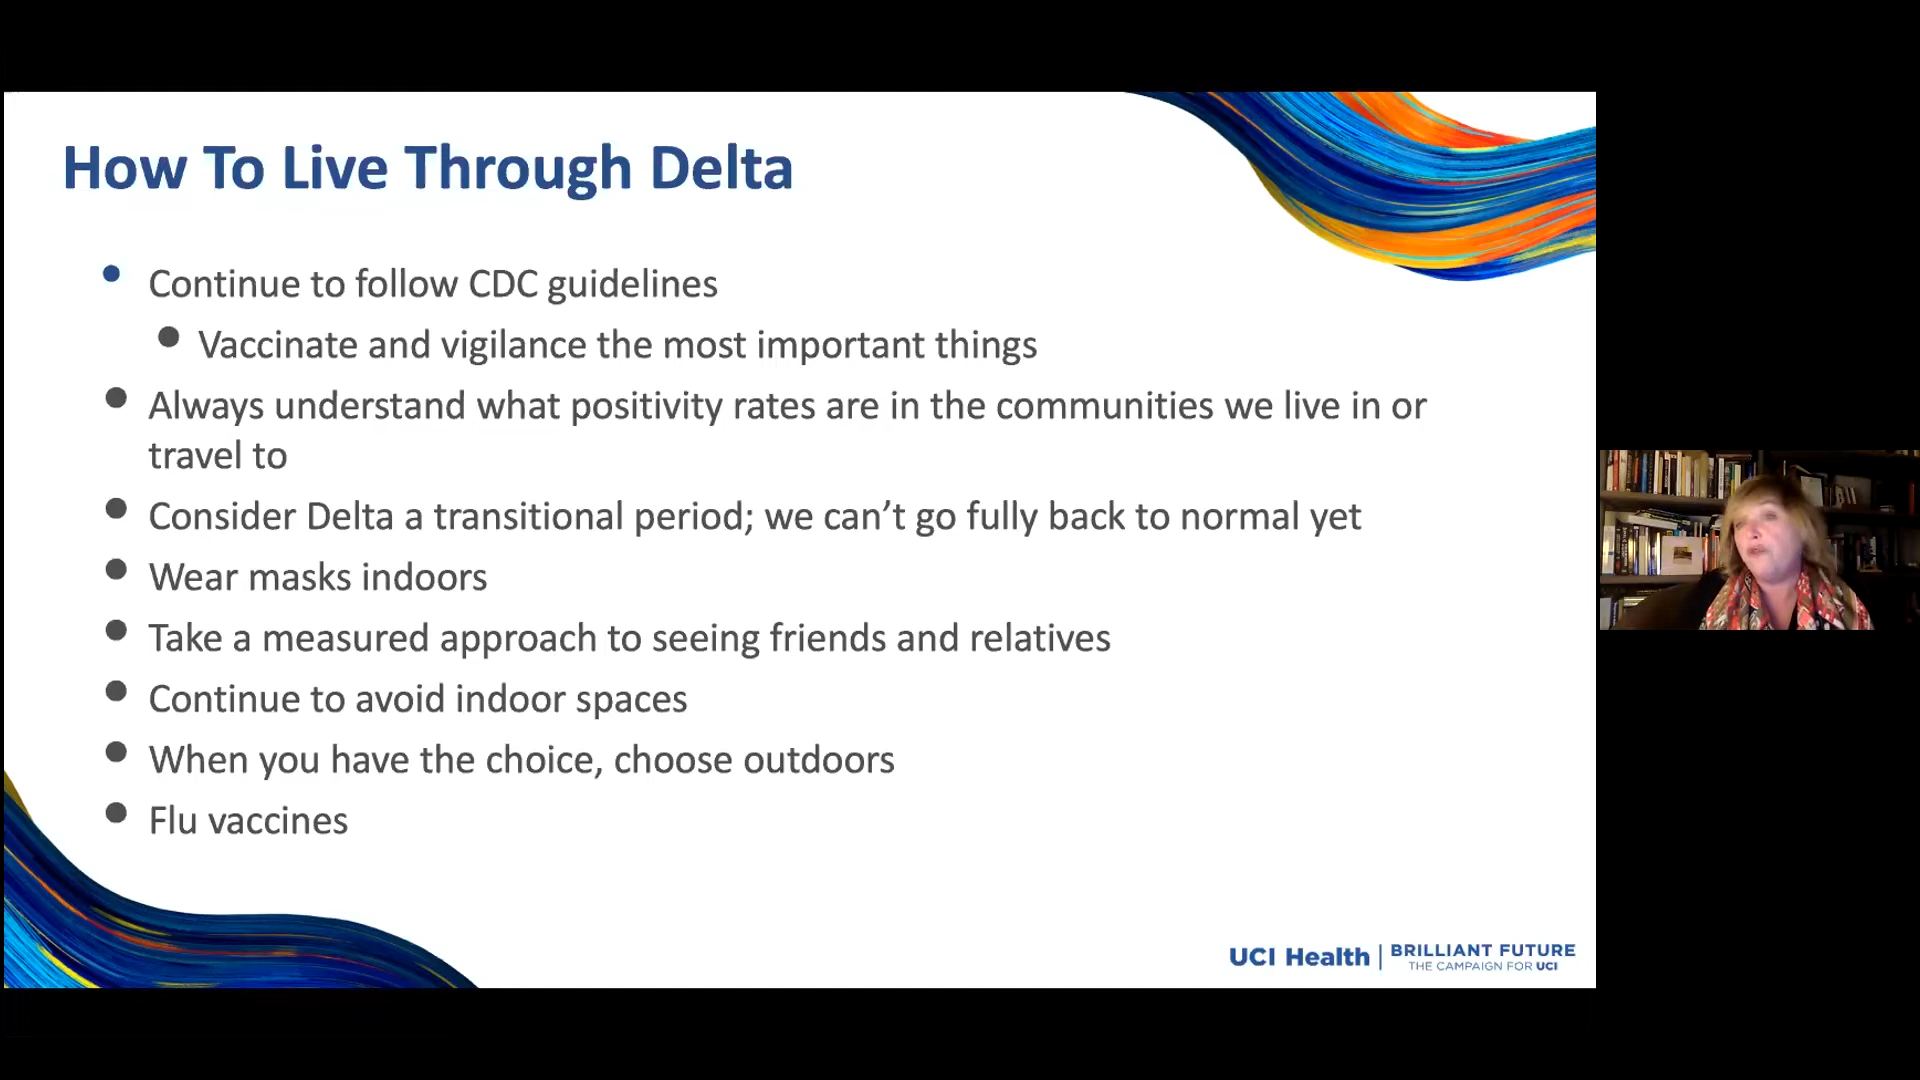 How To Live Through Delta
• Continue to follow CDC guidelines
• Vaccinate and vigilance the most important things
• Always understand what positivity rates are in the communities we live in or
travel to
• Consider Delta a transitional period; we can’t go fully back to normal yet
• Wear masks indoors
• Take a measured approach to seeing friends and relatives
• Continue to avoid indoor spaces
• When you have the choice, choose outdoors
• Flu vaccines
UCI Health | BRILLIANT FUTURE
THE CAMPAIGN FOR UCI